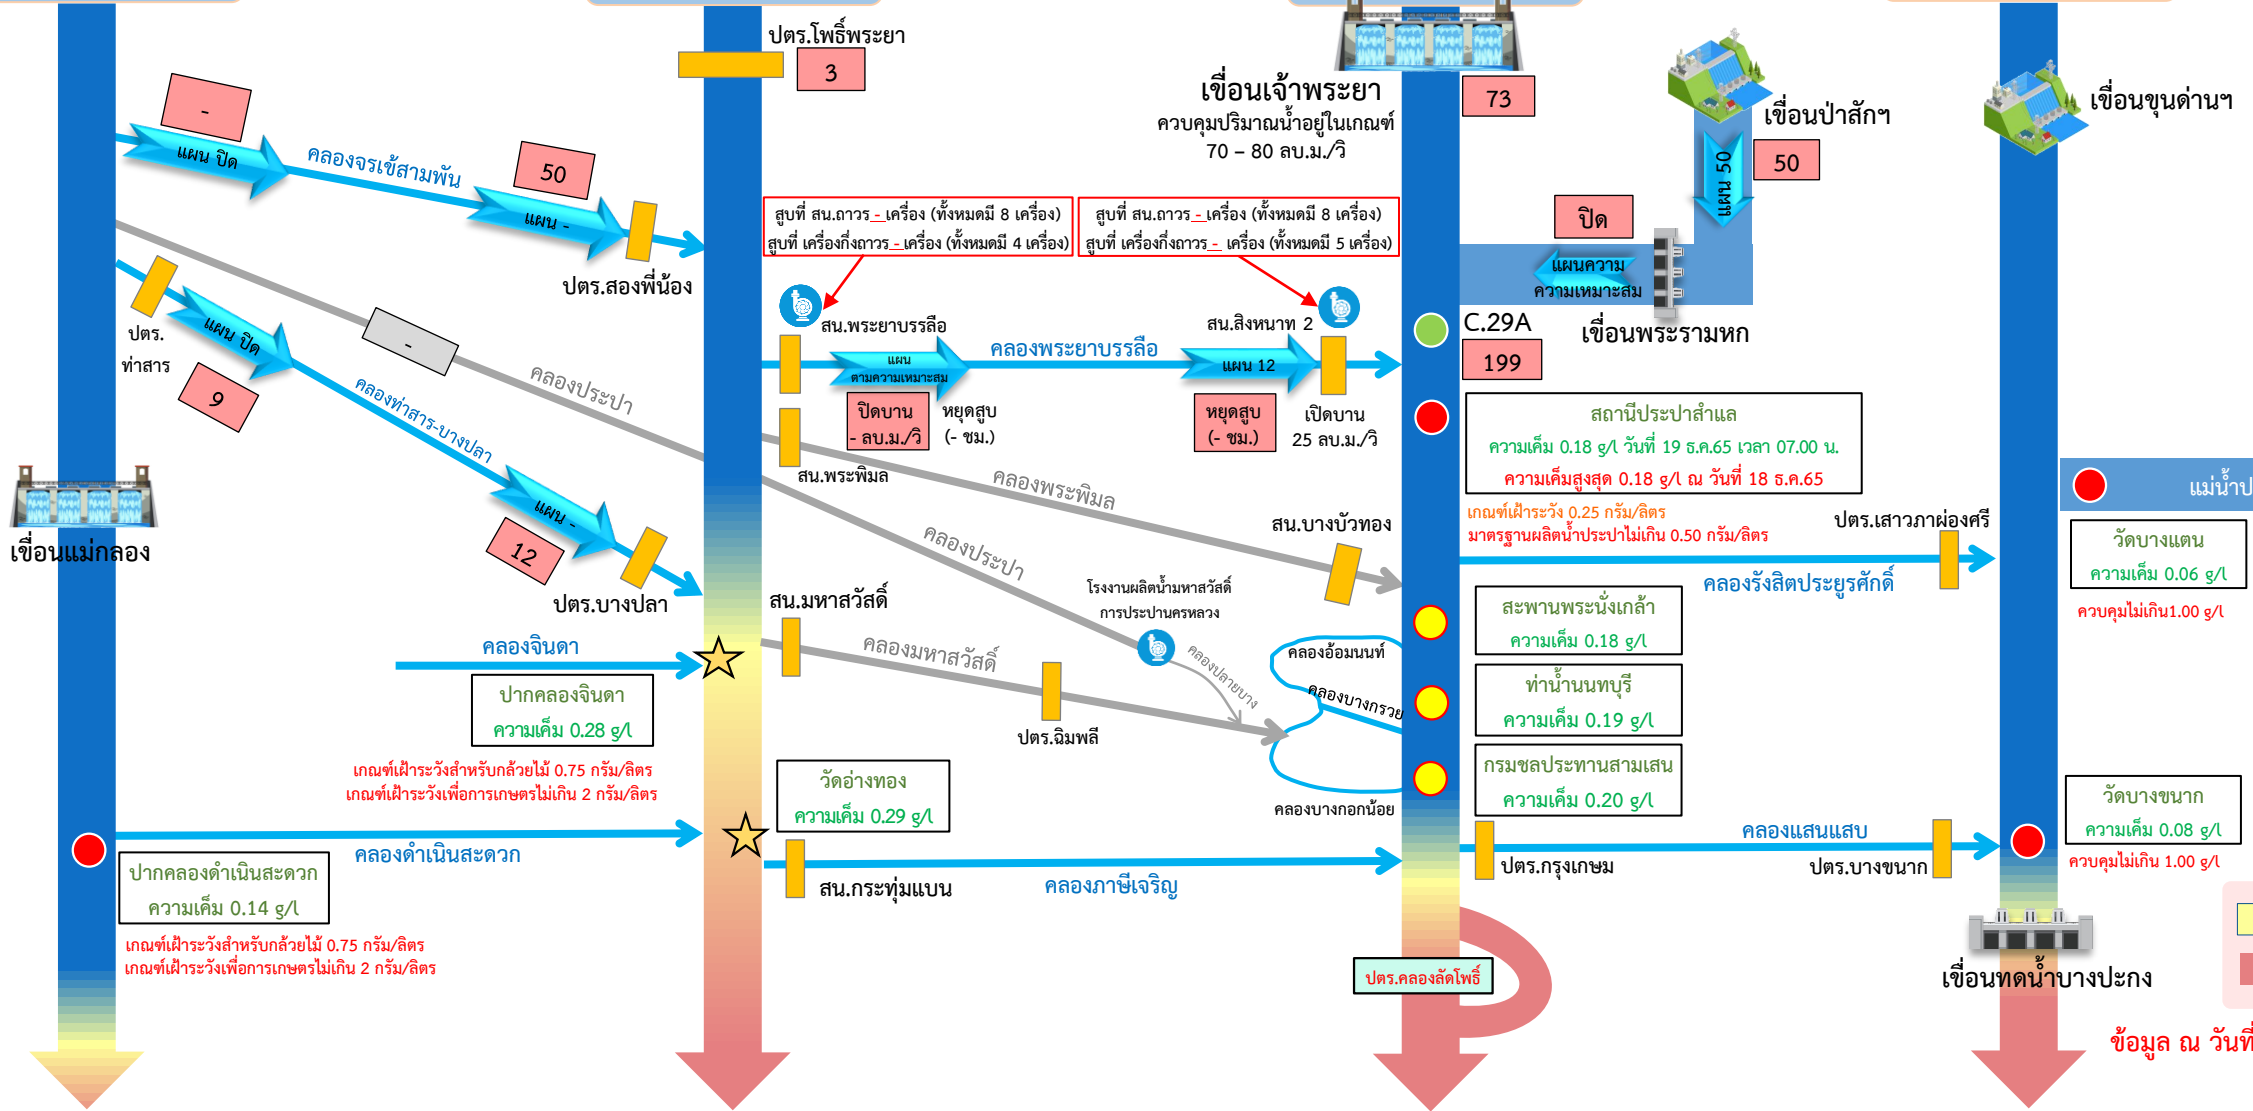 ปตร.โพธิ์พระยา
3
เขื่อนเจ้าพระยา
ควบคุมปริมาณน้ำอยู่ในเกณฑ์
70 – 80 ลบ.ม./วิ
73
เขื่อนป่าสักฯ
แผน 50
50
เขื่อนขุนด่านฯ
-
แผน ปิด
คลองจรเข้สามพัน
50
แผน -
ปตร.สองพี่น้อง
สูบที่ สน.ถาวร - เครื่อง (ทั้งหมดมี 8 เครื่อง)
สูบที่ เครื่องกึ่งถาวร - เครื่อง (ทั้งหมดมี 4 เครื่อง)
สูบที่ สน.ถาวร - เครื่อง (ทั้งหมดมี 8 เครื่อง)
สูบที่ เครื่องกึ่งถาวร - เครื่อง (ทั้งหมดมี 5 เครื่อง)
ปิด
แผนความ
ความเหมาะสม
เขื่อนพระรามหก
ปตร.
ท่าสาร
แผน ปิด
9
-
คลองประปา
คลองท่าสาร-บางปลา
สน.พระยาบรรลือ
แผน
ตามความเหมาะสม
คลองพระยาบรรลือ
สน.สิงหนาท 2
แผน 12
C.29A
199
ปิดบาน
- ลบ.ม./วิ
หยุดสูบ
(- ชม.)
หยุดสูบ
(- ชม.)
เปิดบาน
25 ลบ.ม./วิ
สถานีประปาสำแล
ความเค็ม 0.18 g/l วันที่ 19 ธ.ค.65 เวลา 07.00 น.
ความเค็มสูงสุด 0.18 g/l ณ วันที่ 18 ธ.ค.65
เกณฑ์เฝ้าระวัง 0.25 กรัม/ลิตร
มาตรฐานผลิตน้ำประปาไม่เกิน 0.50 กรัม/ลิตร
สน.พระพิมล
คลองพระพิมล
สน.บางบัวทอง
ปตร.เสาวภาผ่องศรี
คลองรังสิตประยูรศักดิ์
แม่น้ำป
วัดบางแตน
ความเค็ม 0.06 g/l
ควบคุมไม่เกิน1.00 g/l
เขื่อนแม่กลอง
แผน -
12
ปตร.บางปลา
คลองประปา
โรงงานผลิตน้ำมหาสวัสดิ์
การประปานครหลวง
สน.มหาสวัสดิ์
คลองมหาสวัสดิ์
ปตร.ฉิมพลี
คลองปลายบาง
คลองอ้อมนนท์
คลองบางกรวย
คลองบางกอกน้อย
สะพานพระนั่งเกล้า
ความเค็ม 0.18 g/l
ท่าน้ำนนทบุรี
ความเค็ม 0.19 g/l
กรมชลประทานสามเสน
ความเค็ม 0.20 g/l
คลองจินดา
ปากคลองจินดา
ความเค็ม 0.28 g/l
เกณฑ์เฝ้าระวังสำหรับกล้วยไม้ 0.75 กรัม/ลิตร
เกณฑ์เฝ้าระวังเพื่อการเกษตรไม่เกิน 2 กรัม/ลิตร
วัดอ่างทอง
ความเค็ม 0.29 g/l
คลองดำเนินสะดวก
ปากคลองดำเนินสะดวก
ความเค็ม 0.14 g/l
เกณฑ์เฝ้าระวังสำหรับกล้วยไม้ 0.75 กรัม/ลิตร
เกณฑ์เฝ้าระวังเพื่อการเกษตรไม่เกิน 2 กรัม/ลิตร
สน.กระทุ่มแบน
คลองภาษีเจริญ
ปตร.กรุงเกษม
คลองแสนแสบ
ปตร.บางขนาก
วัดบางขนาก
ความเค็ม 0.08 g/l
ควบคุมไม่เกิน 1.00 g/l
ปตร.คลองลัดโพธิ์
เขื่อนทดน้ำบางปะกง
ข้อมูล ณ วันที่